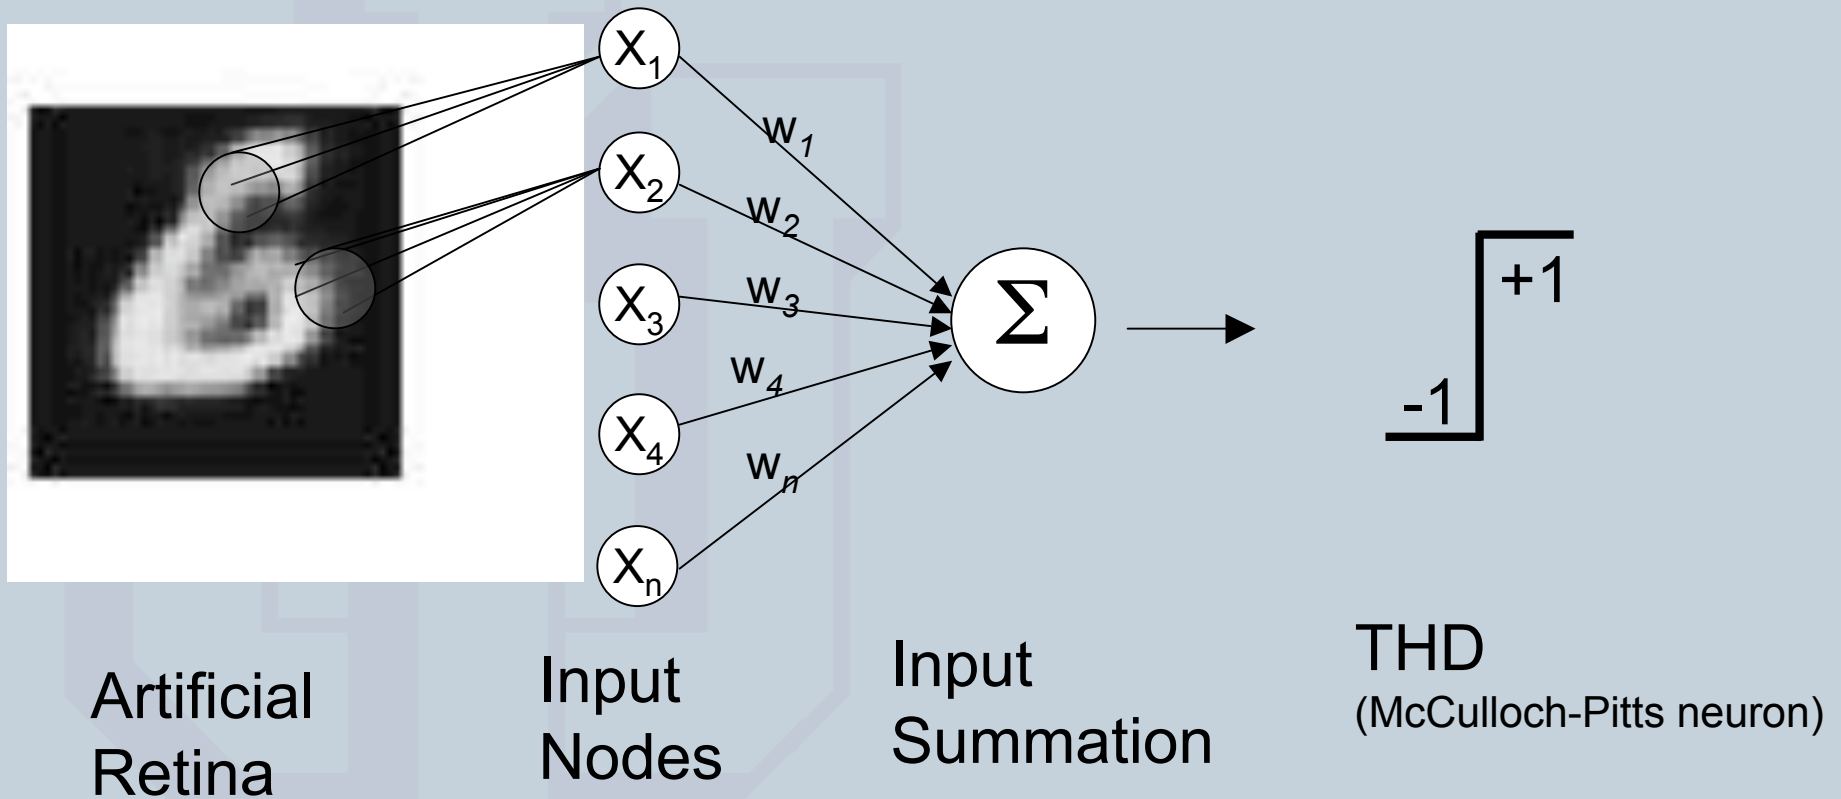 X1
w1
X2
w2
X3
w3
Σ
+1
w4
-1
X4
wn
Xn
Artificial
Retina
Input
Nodes
Input
Summation
THD
(McCulloch-Pitts neuron)